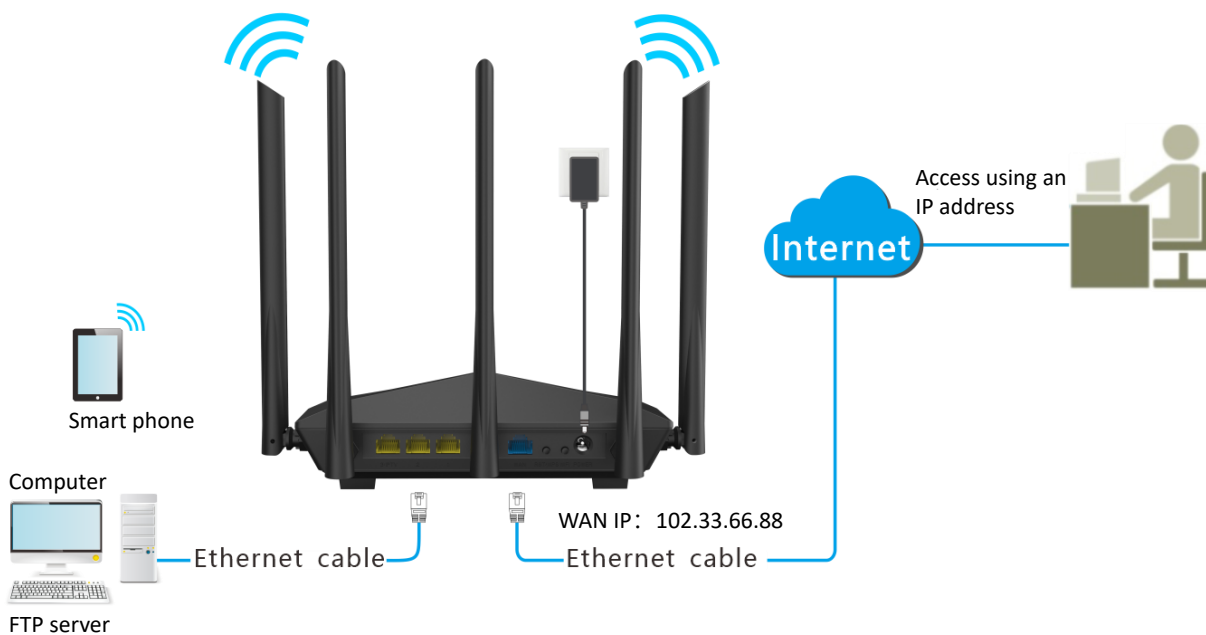 Access using an
IP address
Internet
Smart phone
Computer
WAN IP： 102.33.66.88
Ethernet cable
Ethernet cable
FTP server